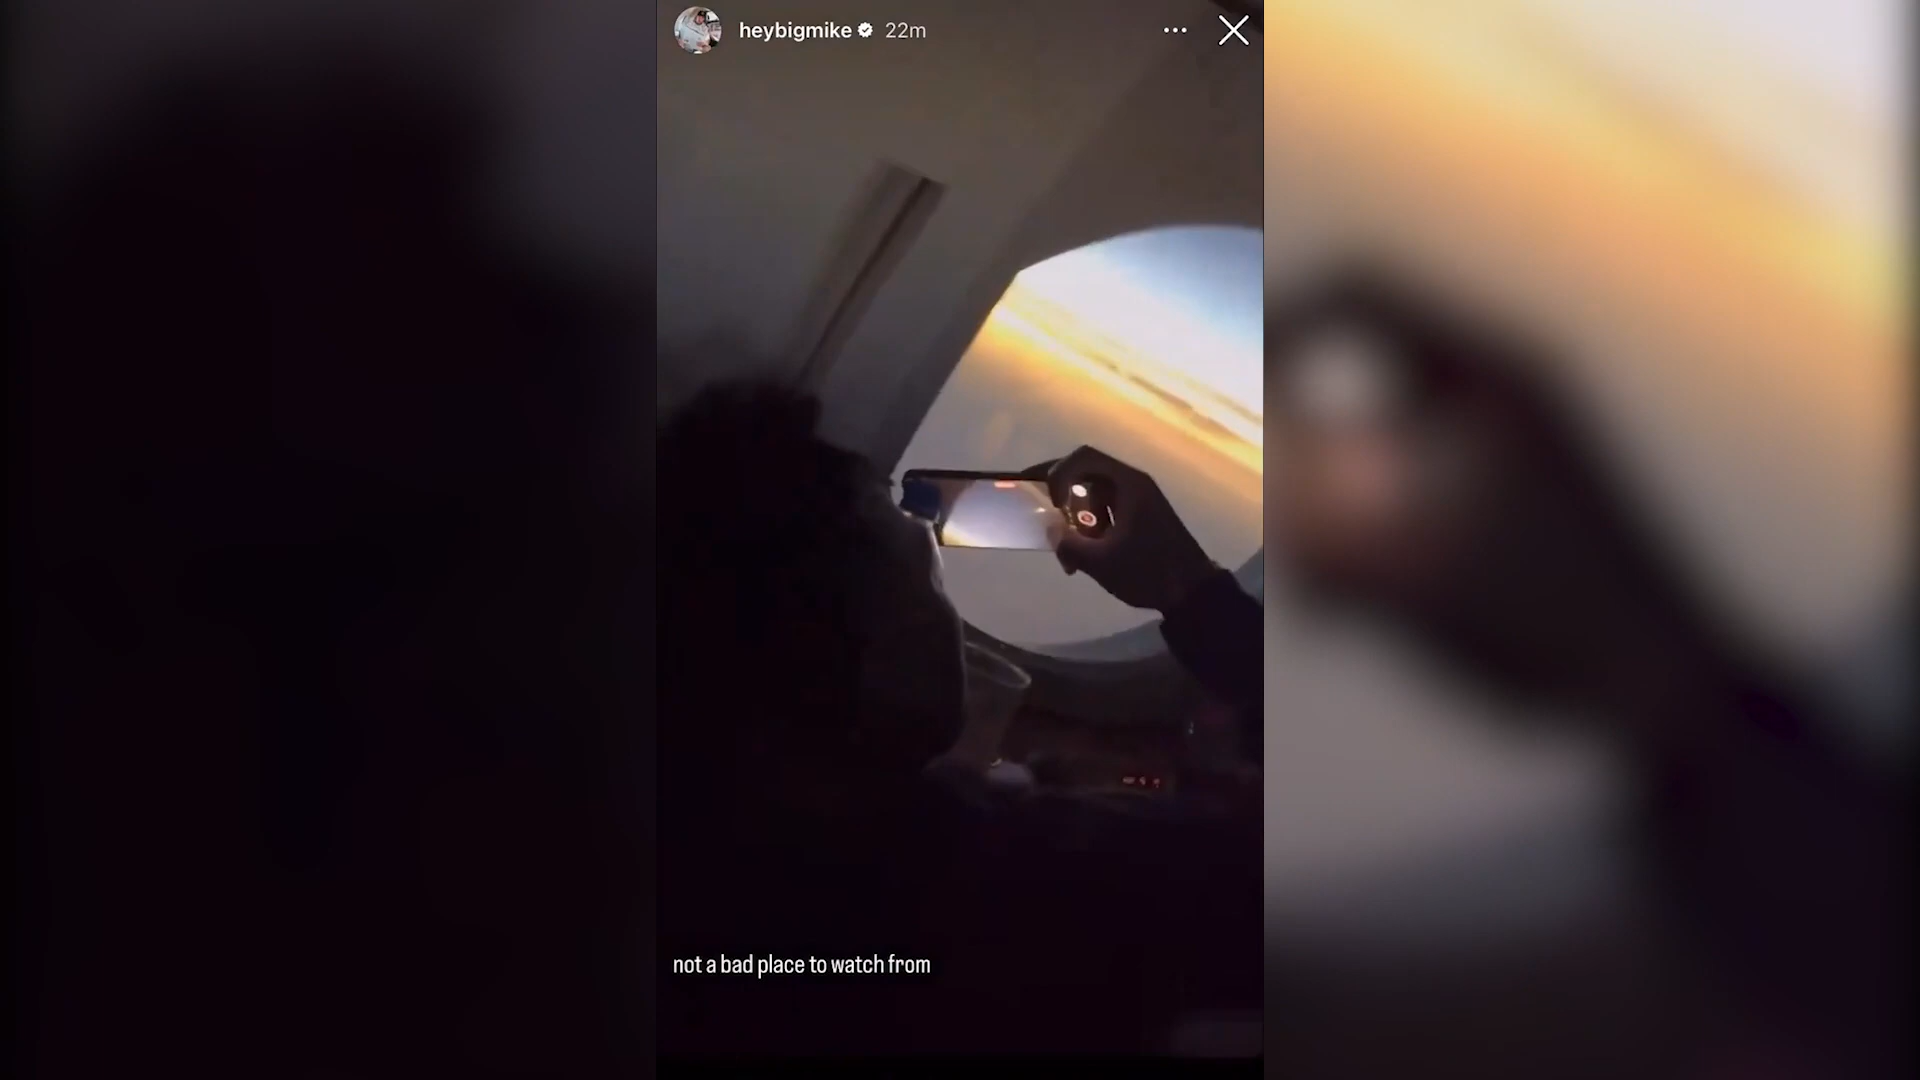 heybigmike 22m
not a bad place to watch from